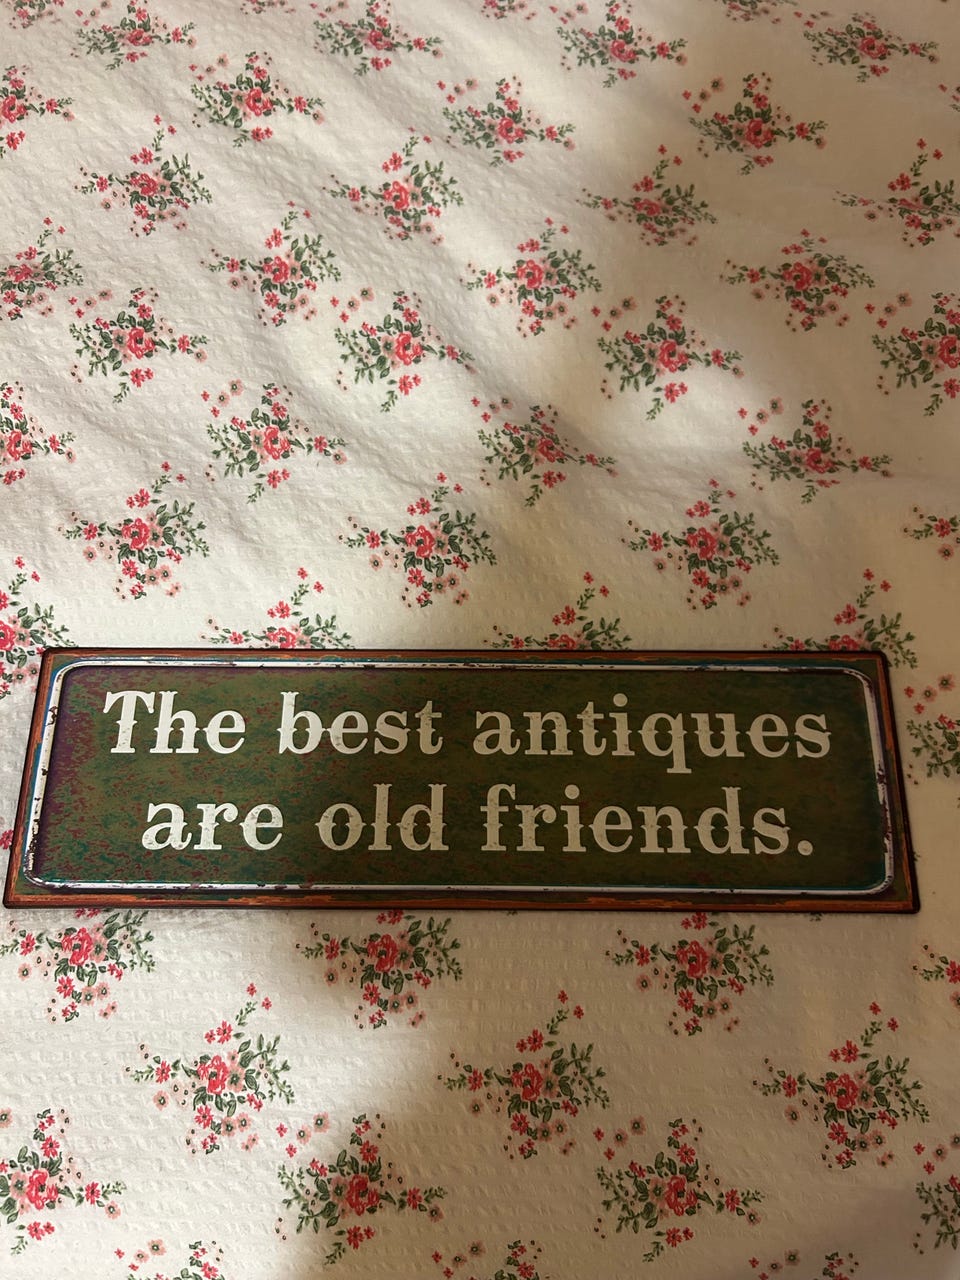 The best antiques
are old friends.